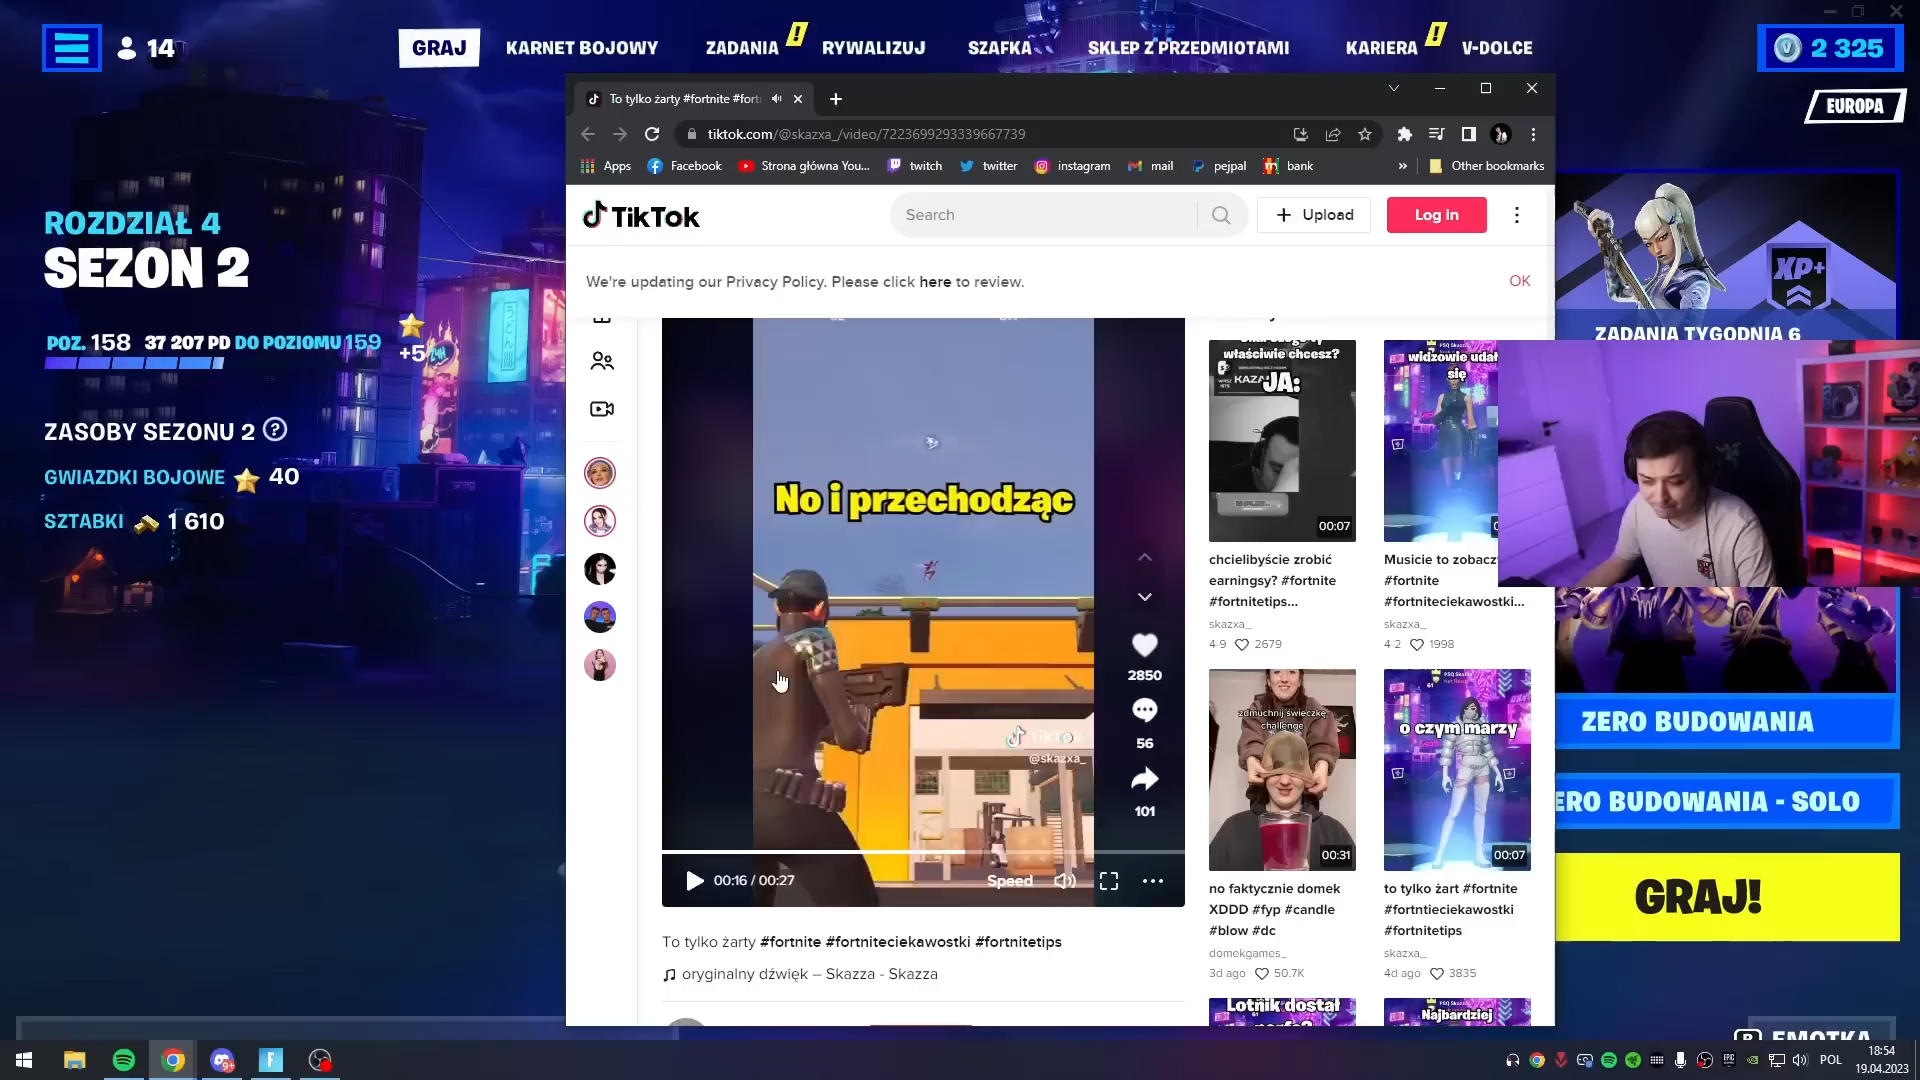 14
GRAJ
KARNET BOJOWY
ZADANIA
RYWALIZUJ
SZAFKA
SKLEP Z PRZEDMIOTAMI
KARIERA
V-DOLCE
2 325
EUROPA
ROZDZIAŁ 4
SEZON 2
POZ. 158 37 207 PD DO POZIOMU 159
+5
ZASOBY SEZONU 2
GWIAZDKI BOJOWE 40
SZTABKI 1 610
To tylko żarty #fortnite #fort
tiktok.com/@skazxa_/video/7223699293339667739
Apps
Facebook
Strona główna You...
twitch
twitter
instagram
mail
pejpal
bank
»
Other bookmarks
TikTok
Search
Upload
Log in
We're updating our Privacy Policy. Please click here to review.
OK
No i przechodząc
TikTok
@skazxa_
2850
56
101
00:16 / 00:27
Speed
To tylko żarty #fortnite #fortniteciekawostki #fortnitetips
oryginalny dźwięk – Skazza - Skazza
właściwie chcesz?
JA:
00:07
chcielibyście zrobić
earningsy? #fortnite
#fortnitetips...
skazxa_
4-9 2679
się
Musicie to zobacz
#fortnite
#fortniteciekawostki...
skazxa_
4-2 1998
zdmuchnij świeczkę
challenge
00:31
no faktycznie domek
XDDD #fyp #candle
#blow #dc
domekgames_
3d ago 50.7K
o czym marzy
00:07
to tylko żart #fortnite
#fortntieciekawostki
#fortnitetips
skazxa_
4d ago 3835
Lotnik dostał
Najbardziej
XP+
ZADANIA TYGODNIA 6
ZERO BUDOWANIA
ERO BUDOWANIA - SOLO
GRAJ!
EMOTKA
9+
POL
18:54
19.04.2023